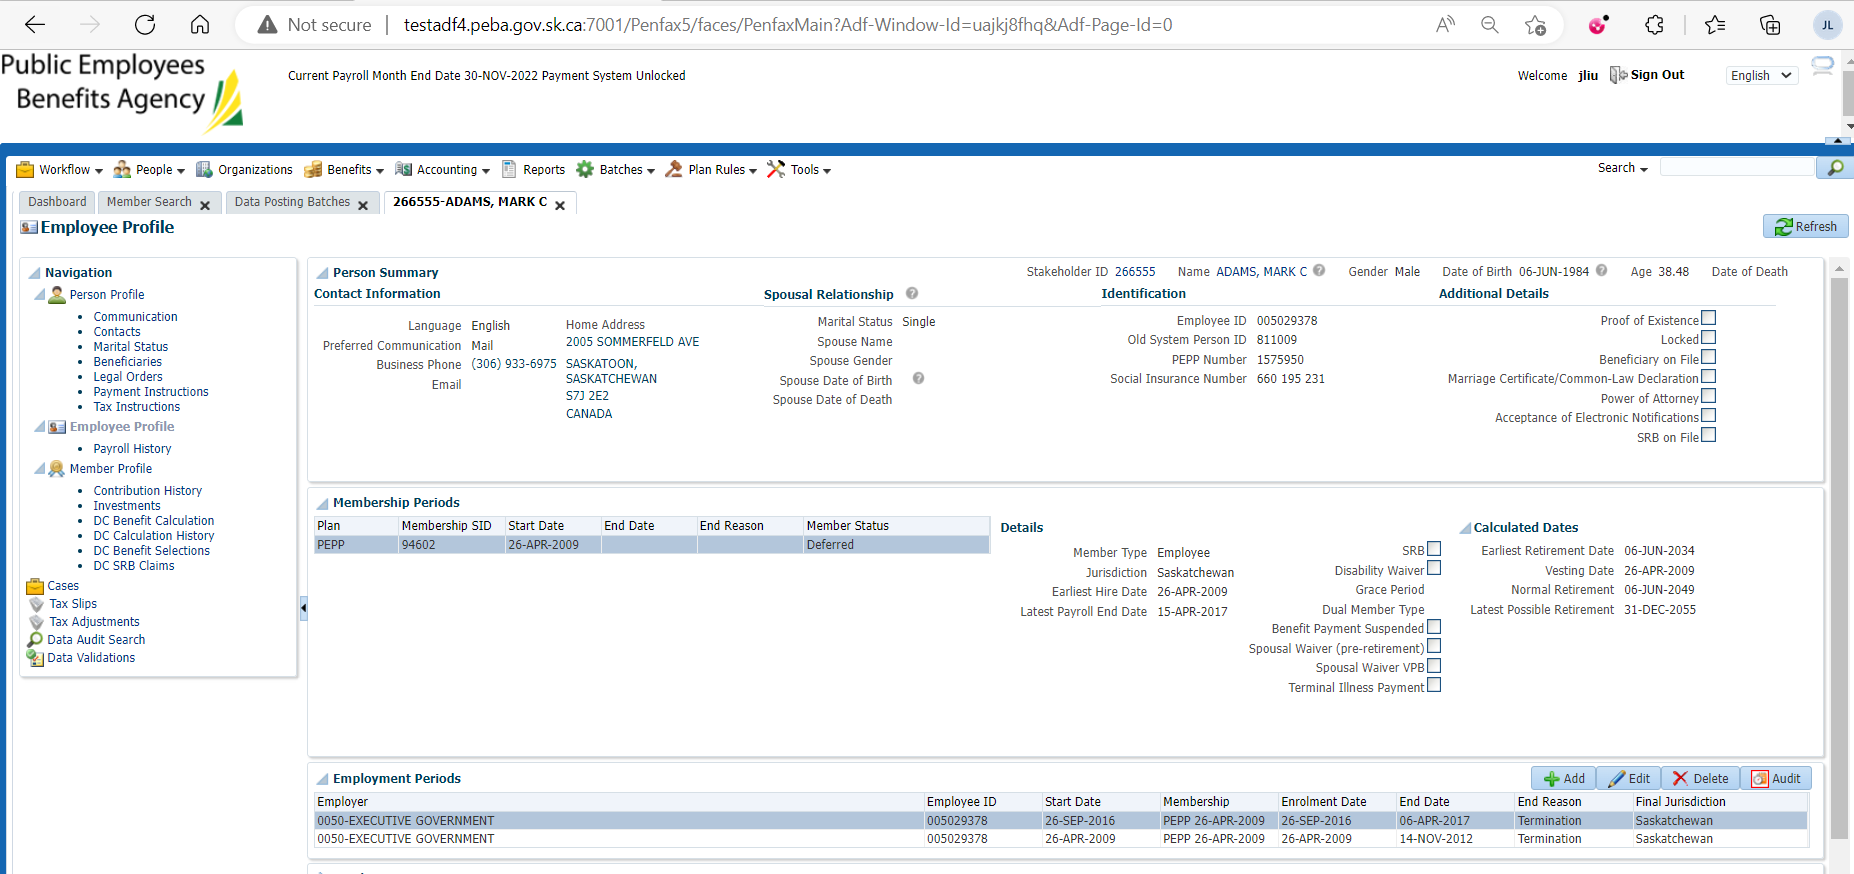 Not secure | testadf4.peba.gov.sk.ca:7001/Penfax5/faces/PenfaxMain?Adf-Window-Id=uajkj8fhq&Adf-Page-Id=0
JL
Public Employees
Benefits Agency
Current Payroll Month End Date 30-NOV-2022 Payment System Unlocked
Welcome jliu Sign Out English
Workflow People Organizations Benefits Accounting Reports Batches Plan Rules Tools Search
Dashboard Member Search Data Posting Batches 266555-ADAMS, MARK C
Employee Profile
Refresh
Navigation
Person Profile
Communication
Contacts
Marital Status
Beneficiaries
Legal Orders
Payment Instructions
Tax Instructions
Employee Profile
Payroll History
Member Profile
Contribution History
Investments
DC Benefit Calculation
DC Calculation History
DC Benefit Selections
DC SRB Claims
Cases
Tax Slips
Tax Adjustments
Data Audit Search
Data Validations
Person Summary
Stakeholder ID 266555 Name ADAMS, MARK C Gender Male Date of Birth 06-JUN-1984 Age 38.48 Date of Death
Contact Information
Language English
Preferred Communication Mail
Business Phone (306) 933-6975
Email
Home Address
2005 SOMMERFELD AVE
SASKATOON,
SASKATCHEWAN
S7J 2E2
CANADA
Spousal Relationship
Marital Status Single
Spouse Name
Spouse Gender
Spouse Date of Birth
Spouse Date of Death
Identification
Employee ID 005029378
Old System Person ID 811009
PEPP Number 1575950
Social Insurance Number 660 195 231
Additional Details
Proof of Existence
Locked
Beneficiary on File
Marriage Certificate/Common-Law Declaration
Power of Attorney
Acceptance of Electronic Notifications
SRB on File
Membership Periods
Plan Membership SID Start Date End Date End Reason Member Status
PEPP 94602 26-APR-2009 Deferred
Details
Member Type Employee
Jurisdiction Saskatchewan
Earliest Hire Date 26-APR-2009
Latest Payroll End Date 15-APR-2017
SRB
Disability Waiver
Grace Period
Dual Member Type
Benefit Payment Suspended
Spousal Waiver (pre-retirement)
Spousal Waiver VPB
Terminal Illness Payment
Calculated Dates
Earliest Retirement Date 06-JUN-2034
Vesting Date 26-APR-2009
Normal Retirement 06-JUN-2049
Latest Possible Retirement 31-DEC-2055
Employment Periods
Add Edit Delete Audit
Employer Employee ID Start Date Membership Enrolment Date End Date End Reason Final Jurisdiction
0050-EXECUTIVE GOVERNMENT 005029378 26-SEP-2016 PEPP 26-APR-2009 26-SEP-2016 06-APR-2017 Termination Saskatchewan
0050-EXECUTIVE GOVERNMENT 005029378 26-APR-2009 PEPP 26-APR-2009 26-APR-2009 14-NOV-2012 Termination Saskatchewan